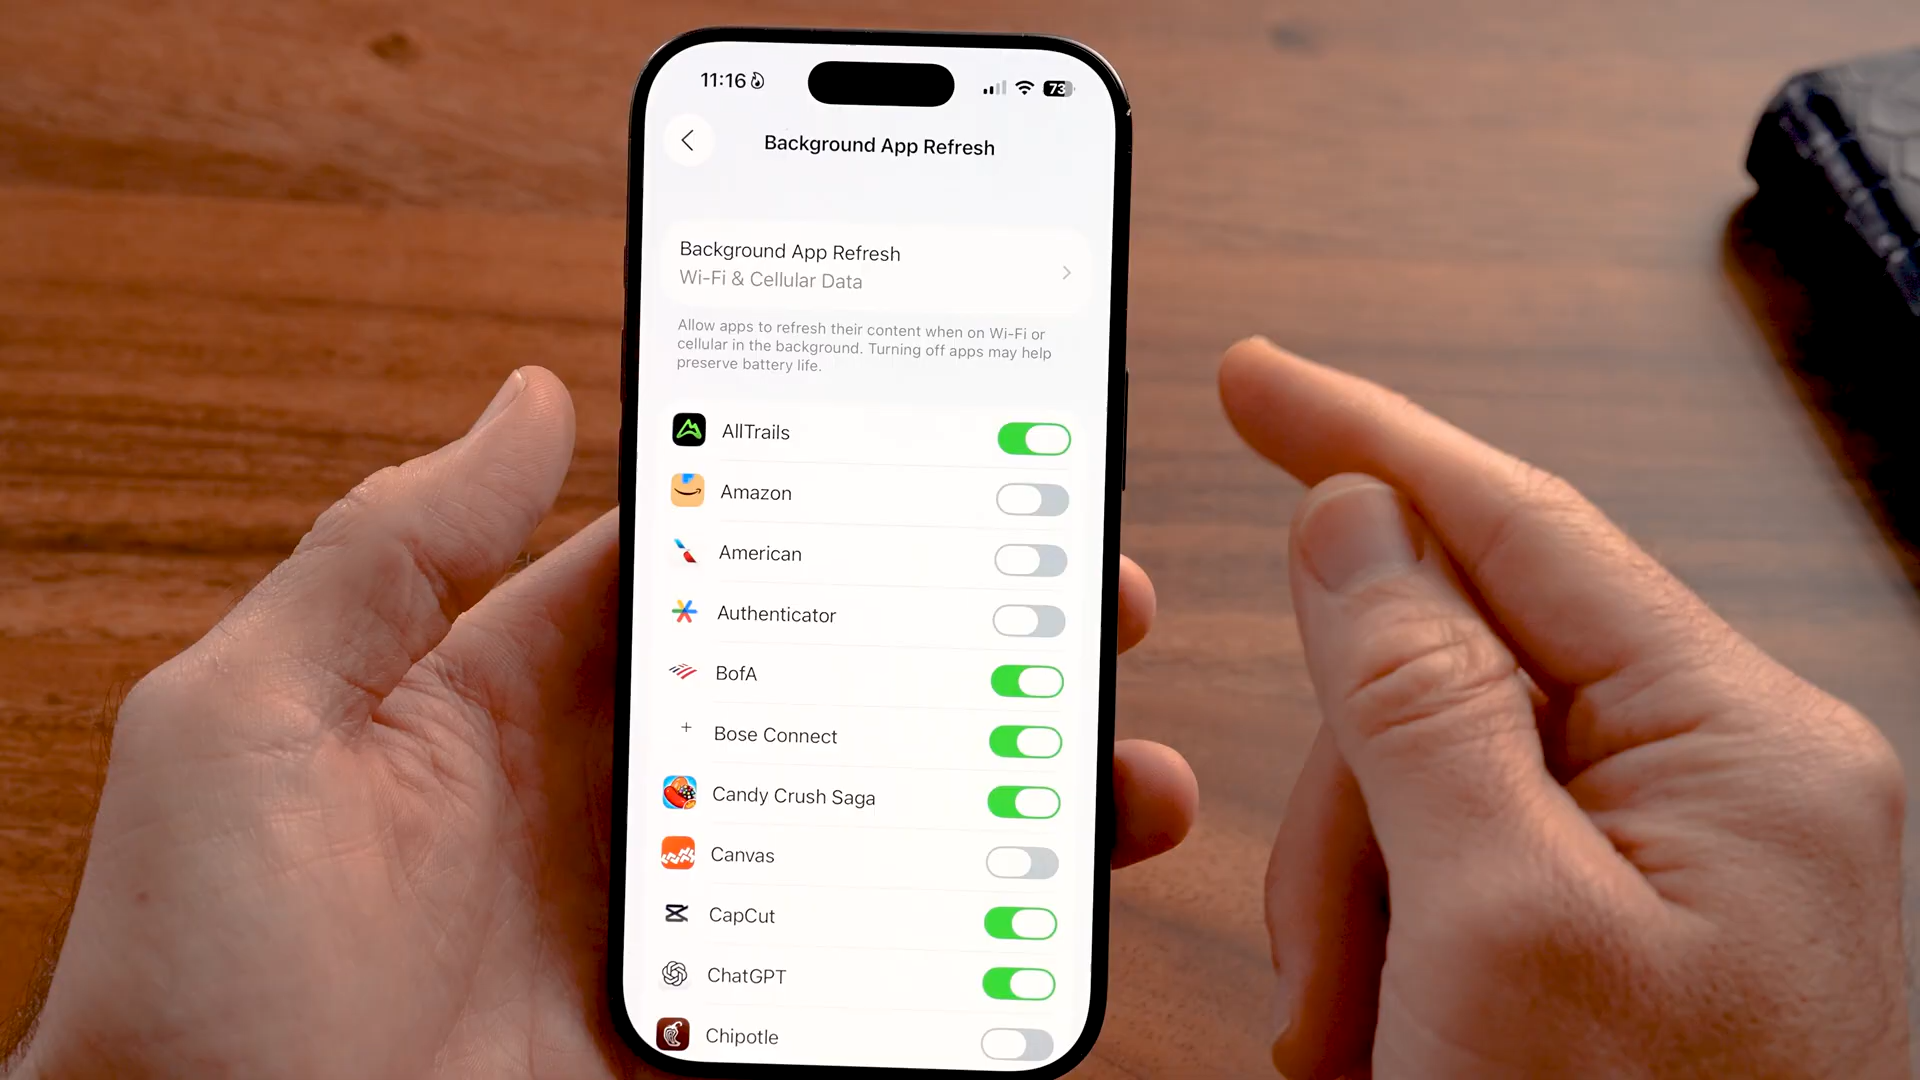 11:16
73
Background App Refresh
Background App Refresh
Wi-Fi & Cellular Data
Allow apps to refresh their content when on Wi-Fi or
cellular in the background. Turning off apps may help
preserve battery life.
AllTrails
Amazon
American
Authenticator
BofA
Bose Connect
Candy Crush Saga
Canvas
CapCut
ChatGPT
Chipotle